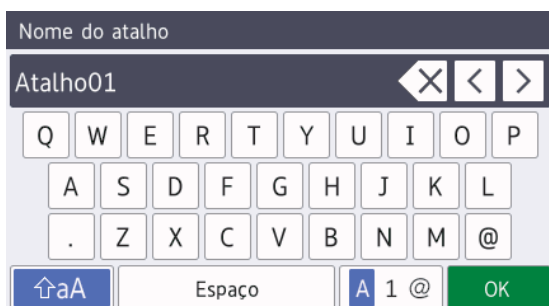 Nome do atalho
Atalho01
Q W E R T Y U I O P
A S D F G H J K L
. Z X C V B N M @
aA Espaço A 1 @ OK